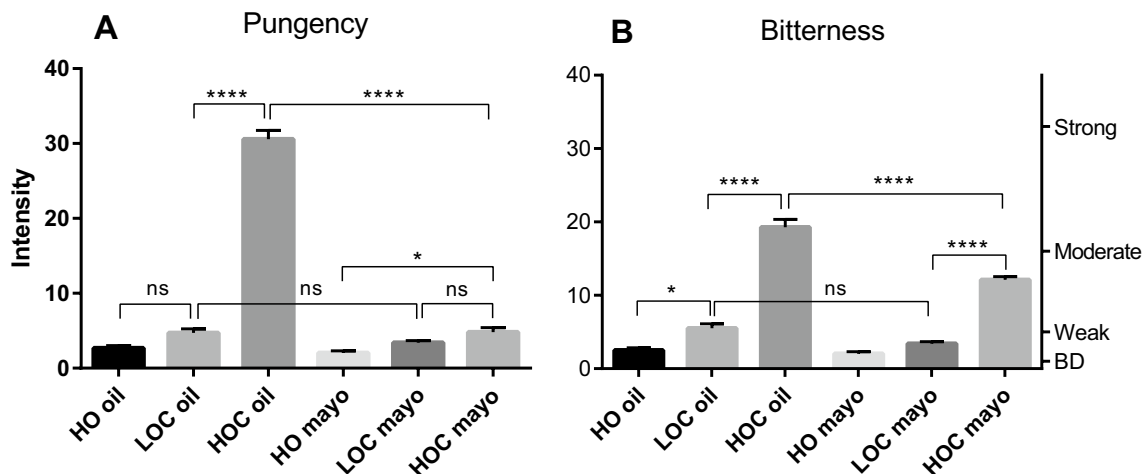 A
Pungency
Intensity
40
30
20
10
0
****
****
*
ns
ns
ns
HO oil
LOC oil
HOC oil
HO mayo
LOC mayo
HOC mayo
B
Bitterness
40
30
20
10
0
****
****
****
*
ns
HO oil
LOC oil
HOC oil
HO mayo
LOC mayo
HOC mayo
Strong
Moderate
Weak
BD